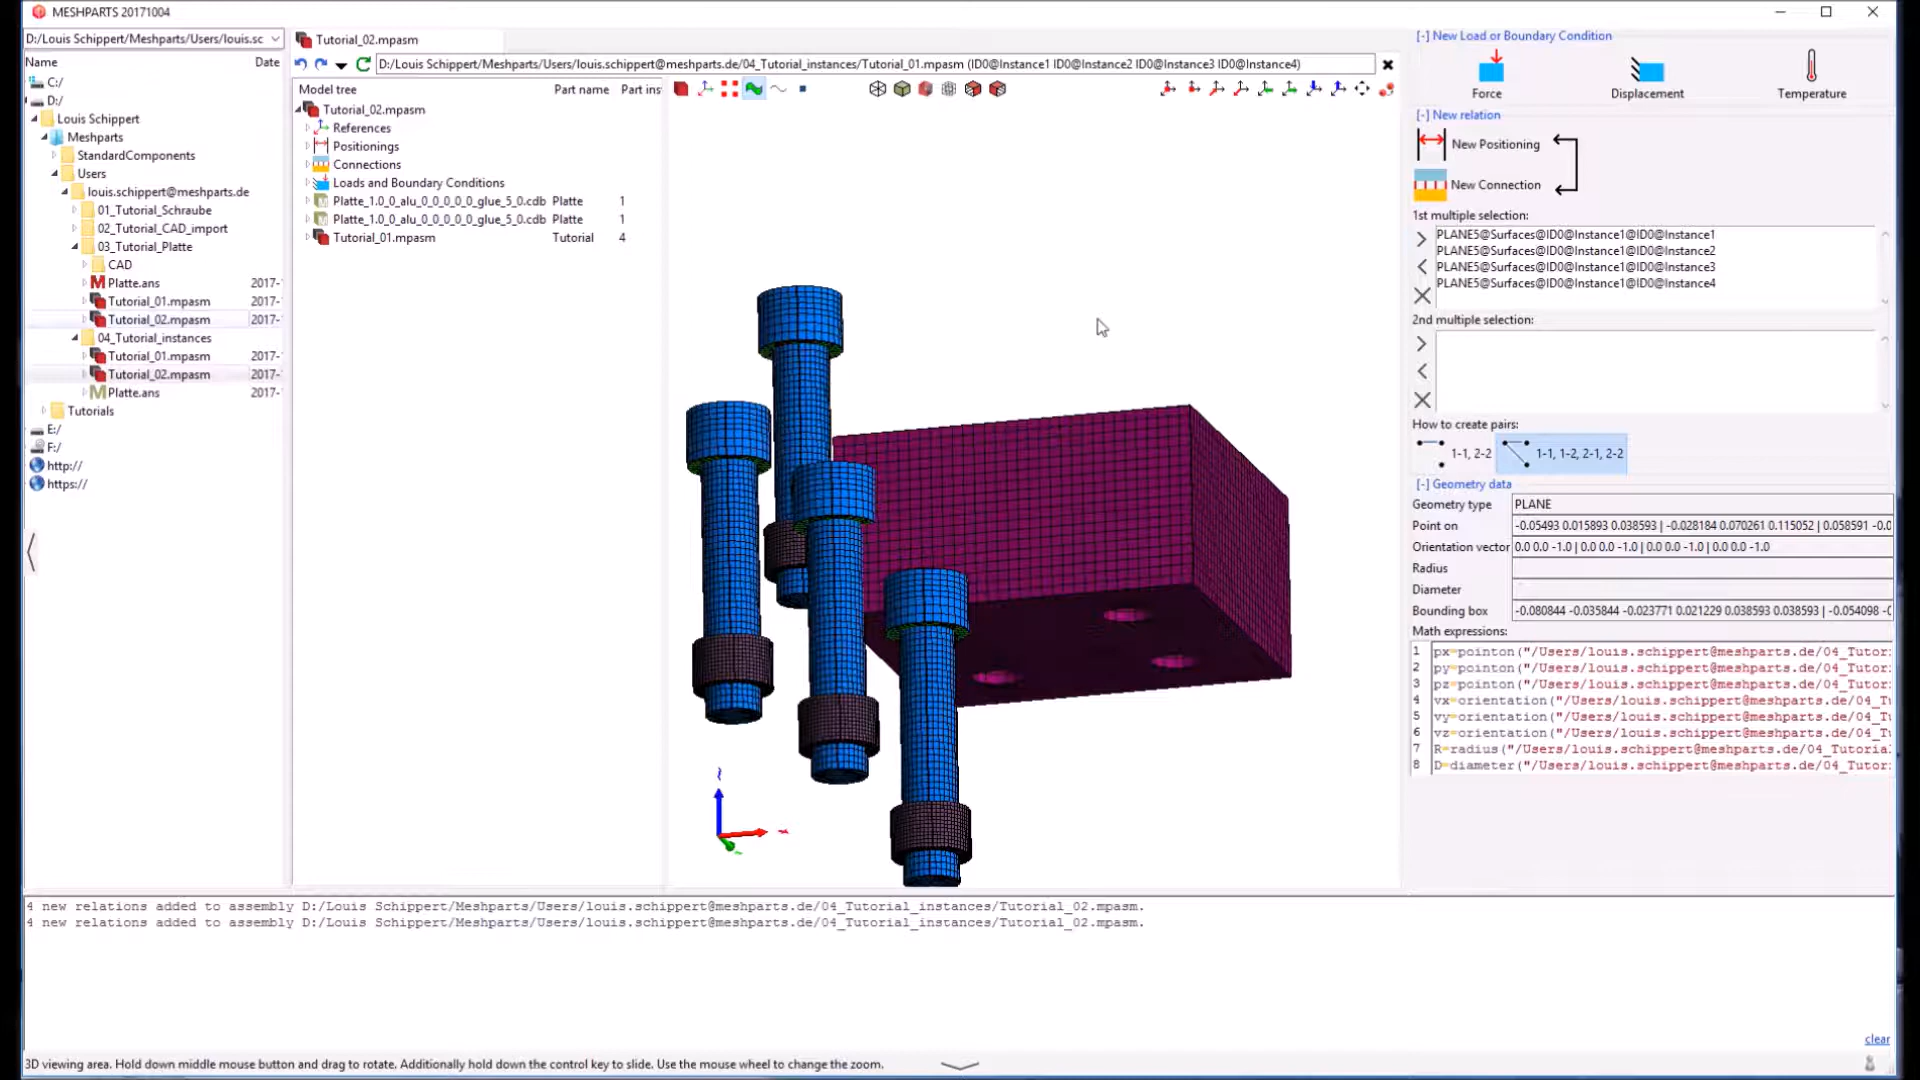 MESHPARTS 20171004
D:/Louis Schippert/Meshparts/Users/louis.sc
Name Date
C:/
D:/
Louis Schippert
Meshparts
StandardComponents
Users
louis.schippert@meshparts.de
01_Tutorial_Schraube
02_Tutorial_CAD_import
03_Tutorial_Platte
CAD
Platte.ans 2017-
Tutorial_01.mpasm 2017-
Tutorial_02.mpasm 2017-
04_Tutorial_instances
Tutorial_01.mpasm 2017-
Tutorial_02.mpasm 2017-
Platte.ans 2017-
Tutorials
E:/
F:/
http://
https://
Tutorial_02.mpasm
D:/Louis Schippert/Meshparts/Users/louis.schippert@meshparts.de/04_Tutorial_instances/Tutorial_01.mpasm (ID0@Instance1 ID0@Instance2 ID0@Instance3 ID0@Instance4)
Model tree Part name Part ins
Tutorial_02.mpasm
References
Positionings
Connections
Loads and Boundary Conditions
Platte_1.0_0_alu_0_0_0_0_0_glue_5_0.cdb Platte 1
Platte_1.0_0_alu_0_0_0_0_0_glue_5_0.cdb Platte 1
Tutorial_01.mpasm Tutorial 4
[-] New Load or Boundary Condition
Force Displacement Temperature
[-] New relation
New Positioning
New Connection
1st multiple selection:
PLANE5@Surfaces@ID0@Instance1@ID0@Instance1
PLANE5@Surfaces@ID0@Instance1@ID0@Instance2
PLANE5@Surfaces@ID0@Instance1@ID0@Instance3
PLANE5@Surfaces@ID0@Instance1@ID0@Instance4
2nd multiple selection:
How to create pairs:
1-1, 2-2 1-1, 1-2, 2-1, 2-2
[-] Geometry data
Geometry type PLANE
Point on -0.05493 0.015893 0.038593 | -0.028184 0.070261 0.115052 | 0.058591 -0.0
Orientation vector 0.0 0.0 -1.0 | 0.0 0.0 -1.0 | 0.0 0.0 -1.0 | 0.0 0.0 -1.0
Radius
Diameter
Bounding box -0.080844 -0.035844 -0.023771 0.021229 0.038593 0.038593 | -0.054098 -0
Math expressions:
1 px=pointon("/Users/louis.schippert@meshparts.de/04_Tutor
2 py=pointon("/Users/louis.schippert@meshparts.de/04_Tutor
3 pz=pointon("/Users/louis.schippert@meshparts.de/04_Tutor
4 vx=orientation("/Users/louis.schippert@meshparts.de/04_T
5 vy=orientation("/Users/louis.schippert@meshparts.de/04_T
6 vz=orientation("/Users/louis.schippert@meshparts.de/04_T
7 R=radius("/Users/louis.schippert@meshparts.de/04_Tutoria
8 D=diameter("/Users/louis.schippert@meshparts.de/04_Tutor
4 new relations added to assembly D:/Louis Schippert/Meshparts/Users/louis.schippert@meshparts.de/04_Tutorial_instances/Tutorial_02.mpasm.
4 new relations added to assembly D:/Louis Schippert/Meshparts/Users/louis.schippert@meshparts.de/04_Tutorial_instances/Tutorial_02.mpasm.
clear
3D viewing area. Hold down middle mouse button and drag to rotate. Additionally hold down the control key to slide. Use the mouse wheel to change the zoom.